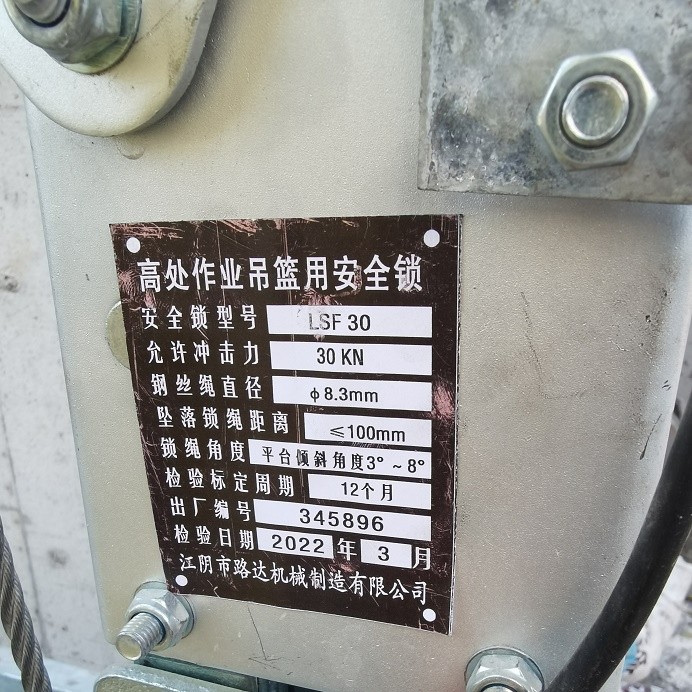 高处作业吊篮用安全锁
安全锁型号 LSF 30
允许冲击力 30 KN
钢丝绳直径 φ8.3mm
坠落锁绳距离 ≤100mm
锁绳角度 平台倾斜角度3°~8°
检验标定周期 12个月
出厂编号 345896
检验日期 2022 年 3 月
江阴市路达机械制造有限公司